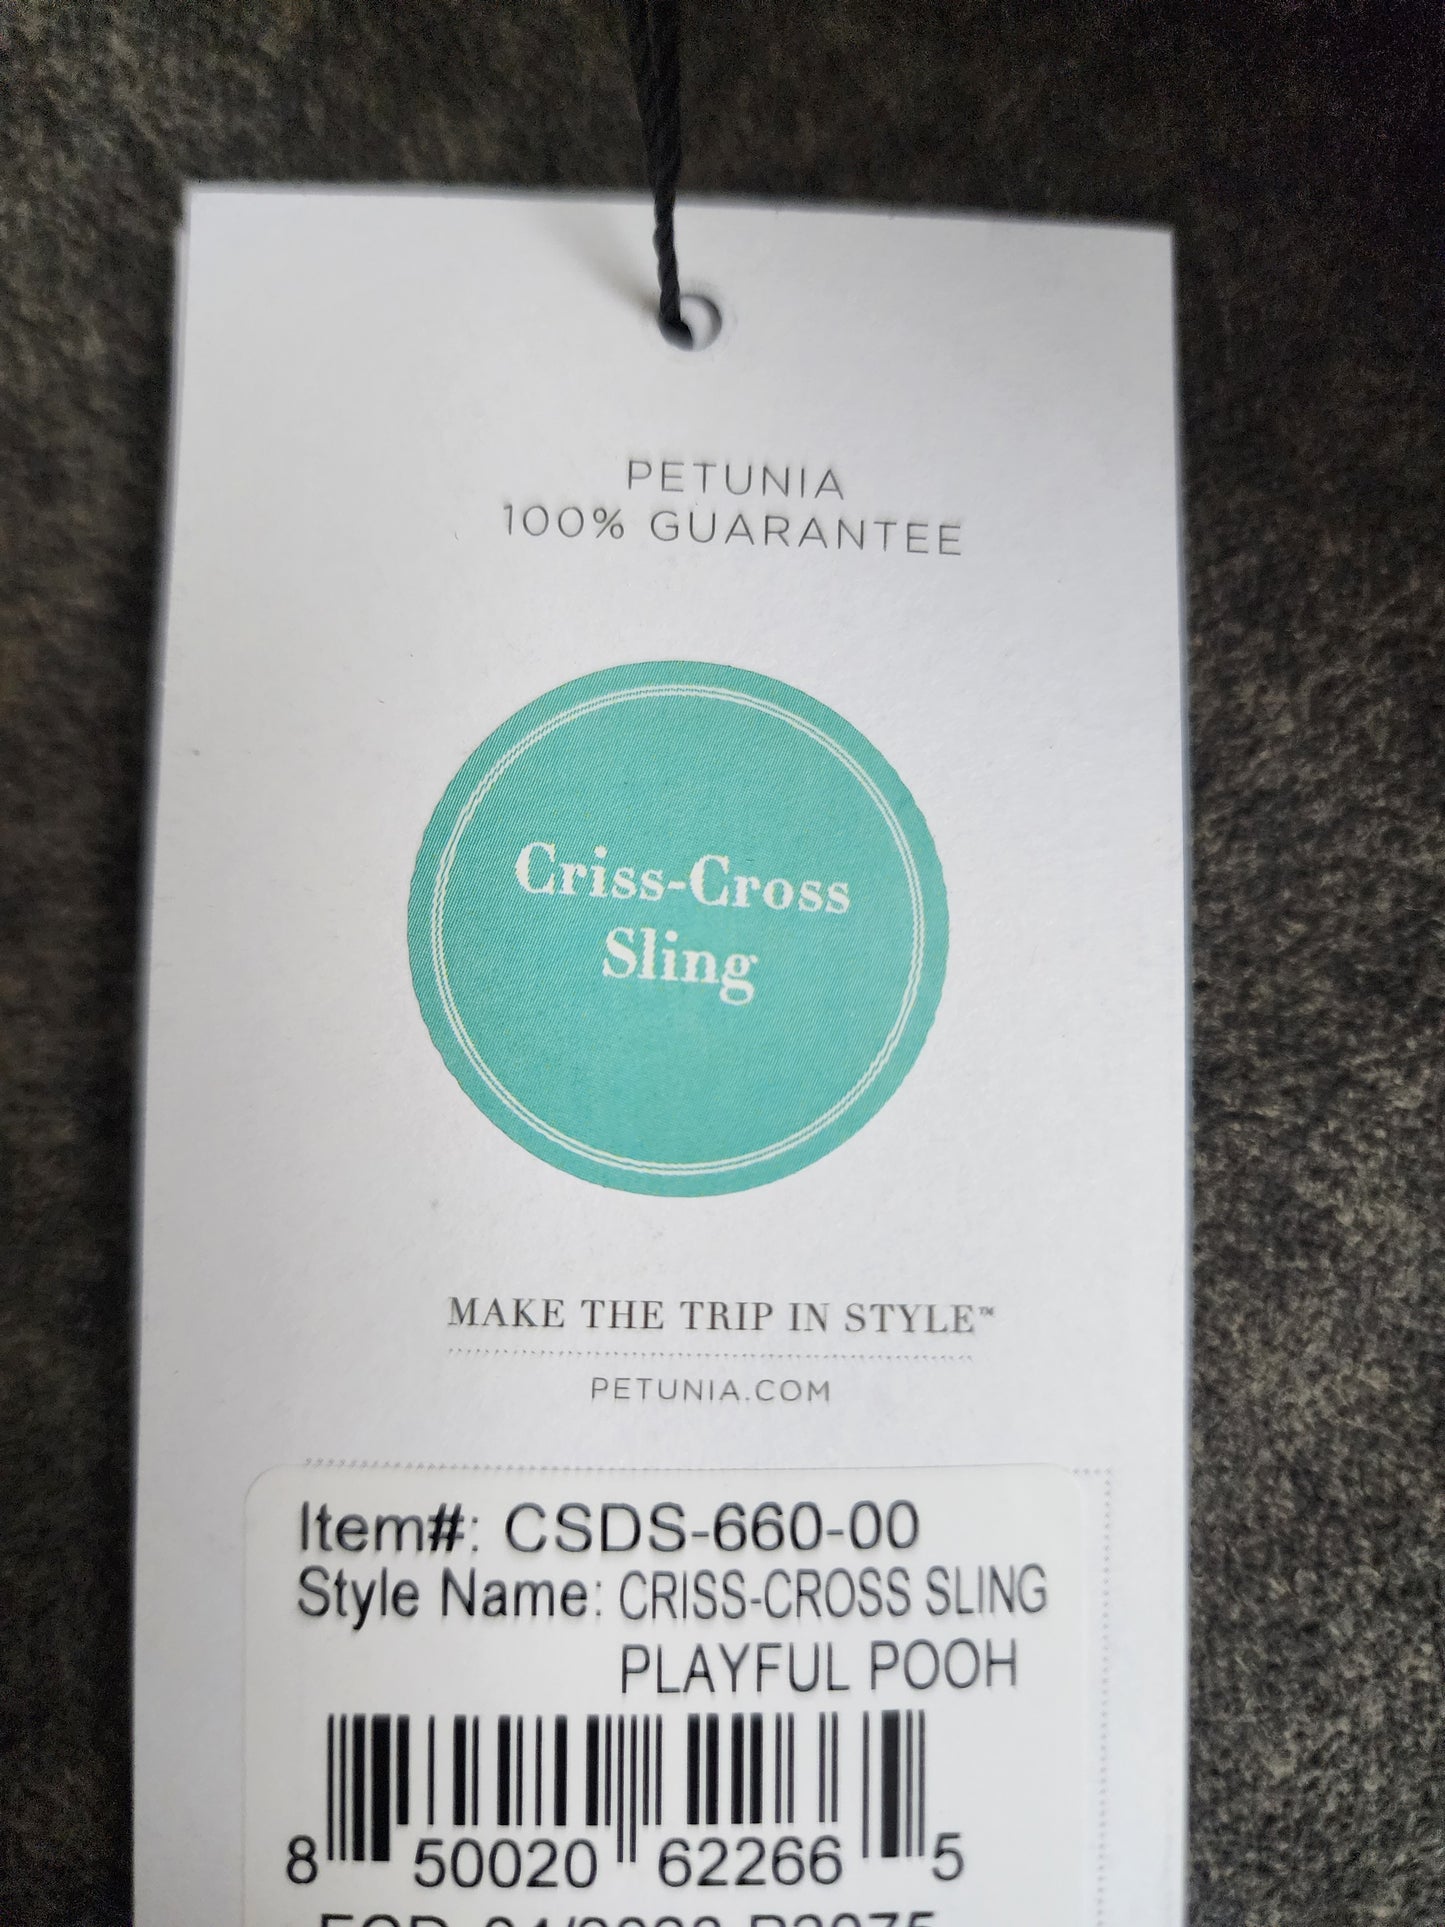 PETUNIA
100% GUARANTEE
Criss-Cross
Sling
MAKE THE TRIP IN STYLE™
PETUNIA.COM
Item#: CSDS-660-00
Style Name: CRISS-CROSS SLING
PLAYFUL POOH
8 50020 62266 5